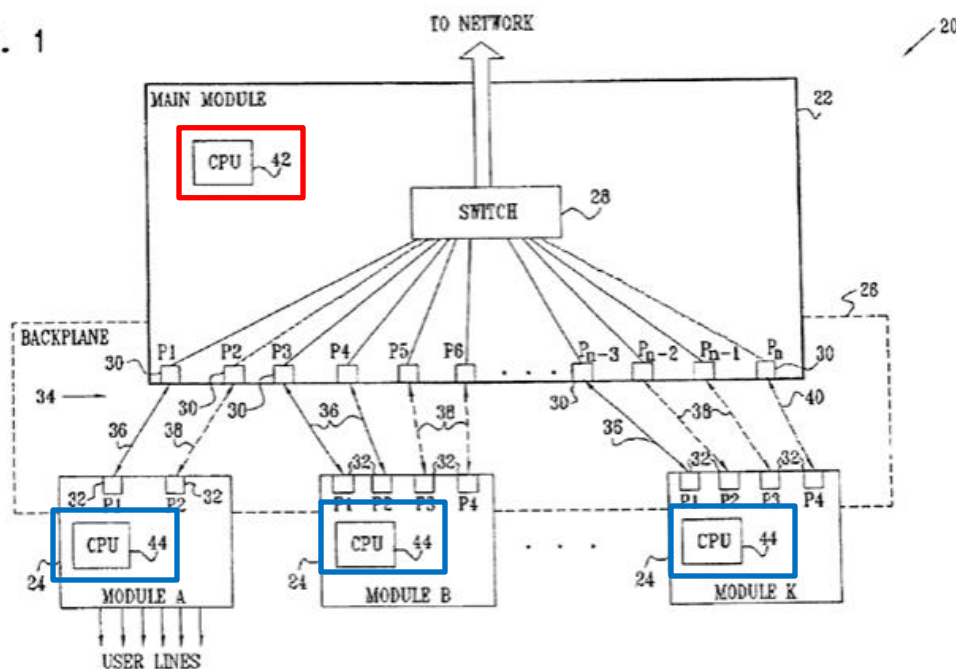 . 1
TO NETWORK
20
MAIN MODULE
22
CPU 42
SWITCH 28
26
BACKPLANE
P1 P2 P3 P4 P5 P6 . . . Pn-3 Pn-2 Pn-1 Pn
30 30 30 30 30
34
36 38 36 38 36 38 40
32 32 32 32 32 32
P1 P2 P1 P2 P3 P4 P1 P2 P3 P4
CPU 44 CPU 44 . . . CPU 44
24 24 24
MODULE A MODULE B MODULE K
USER LINES